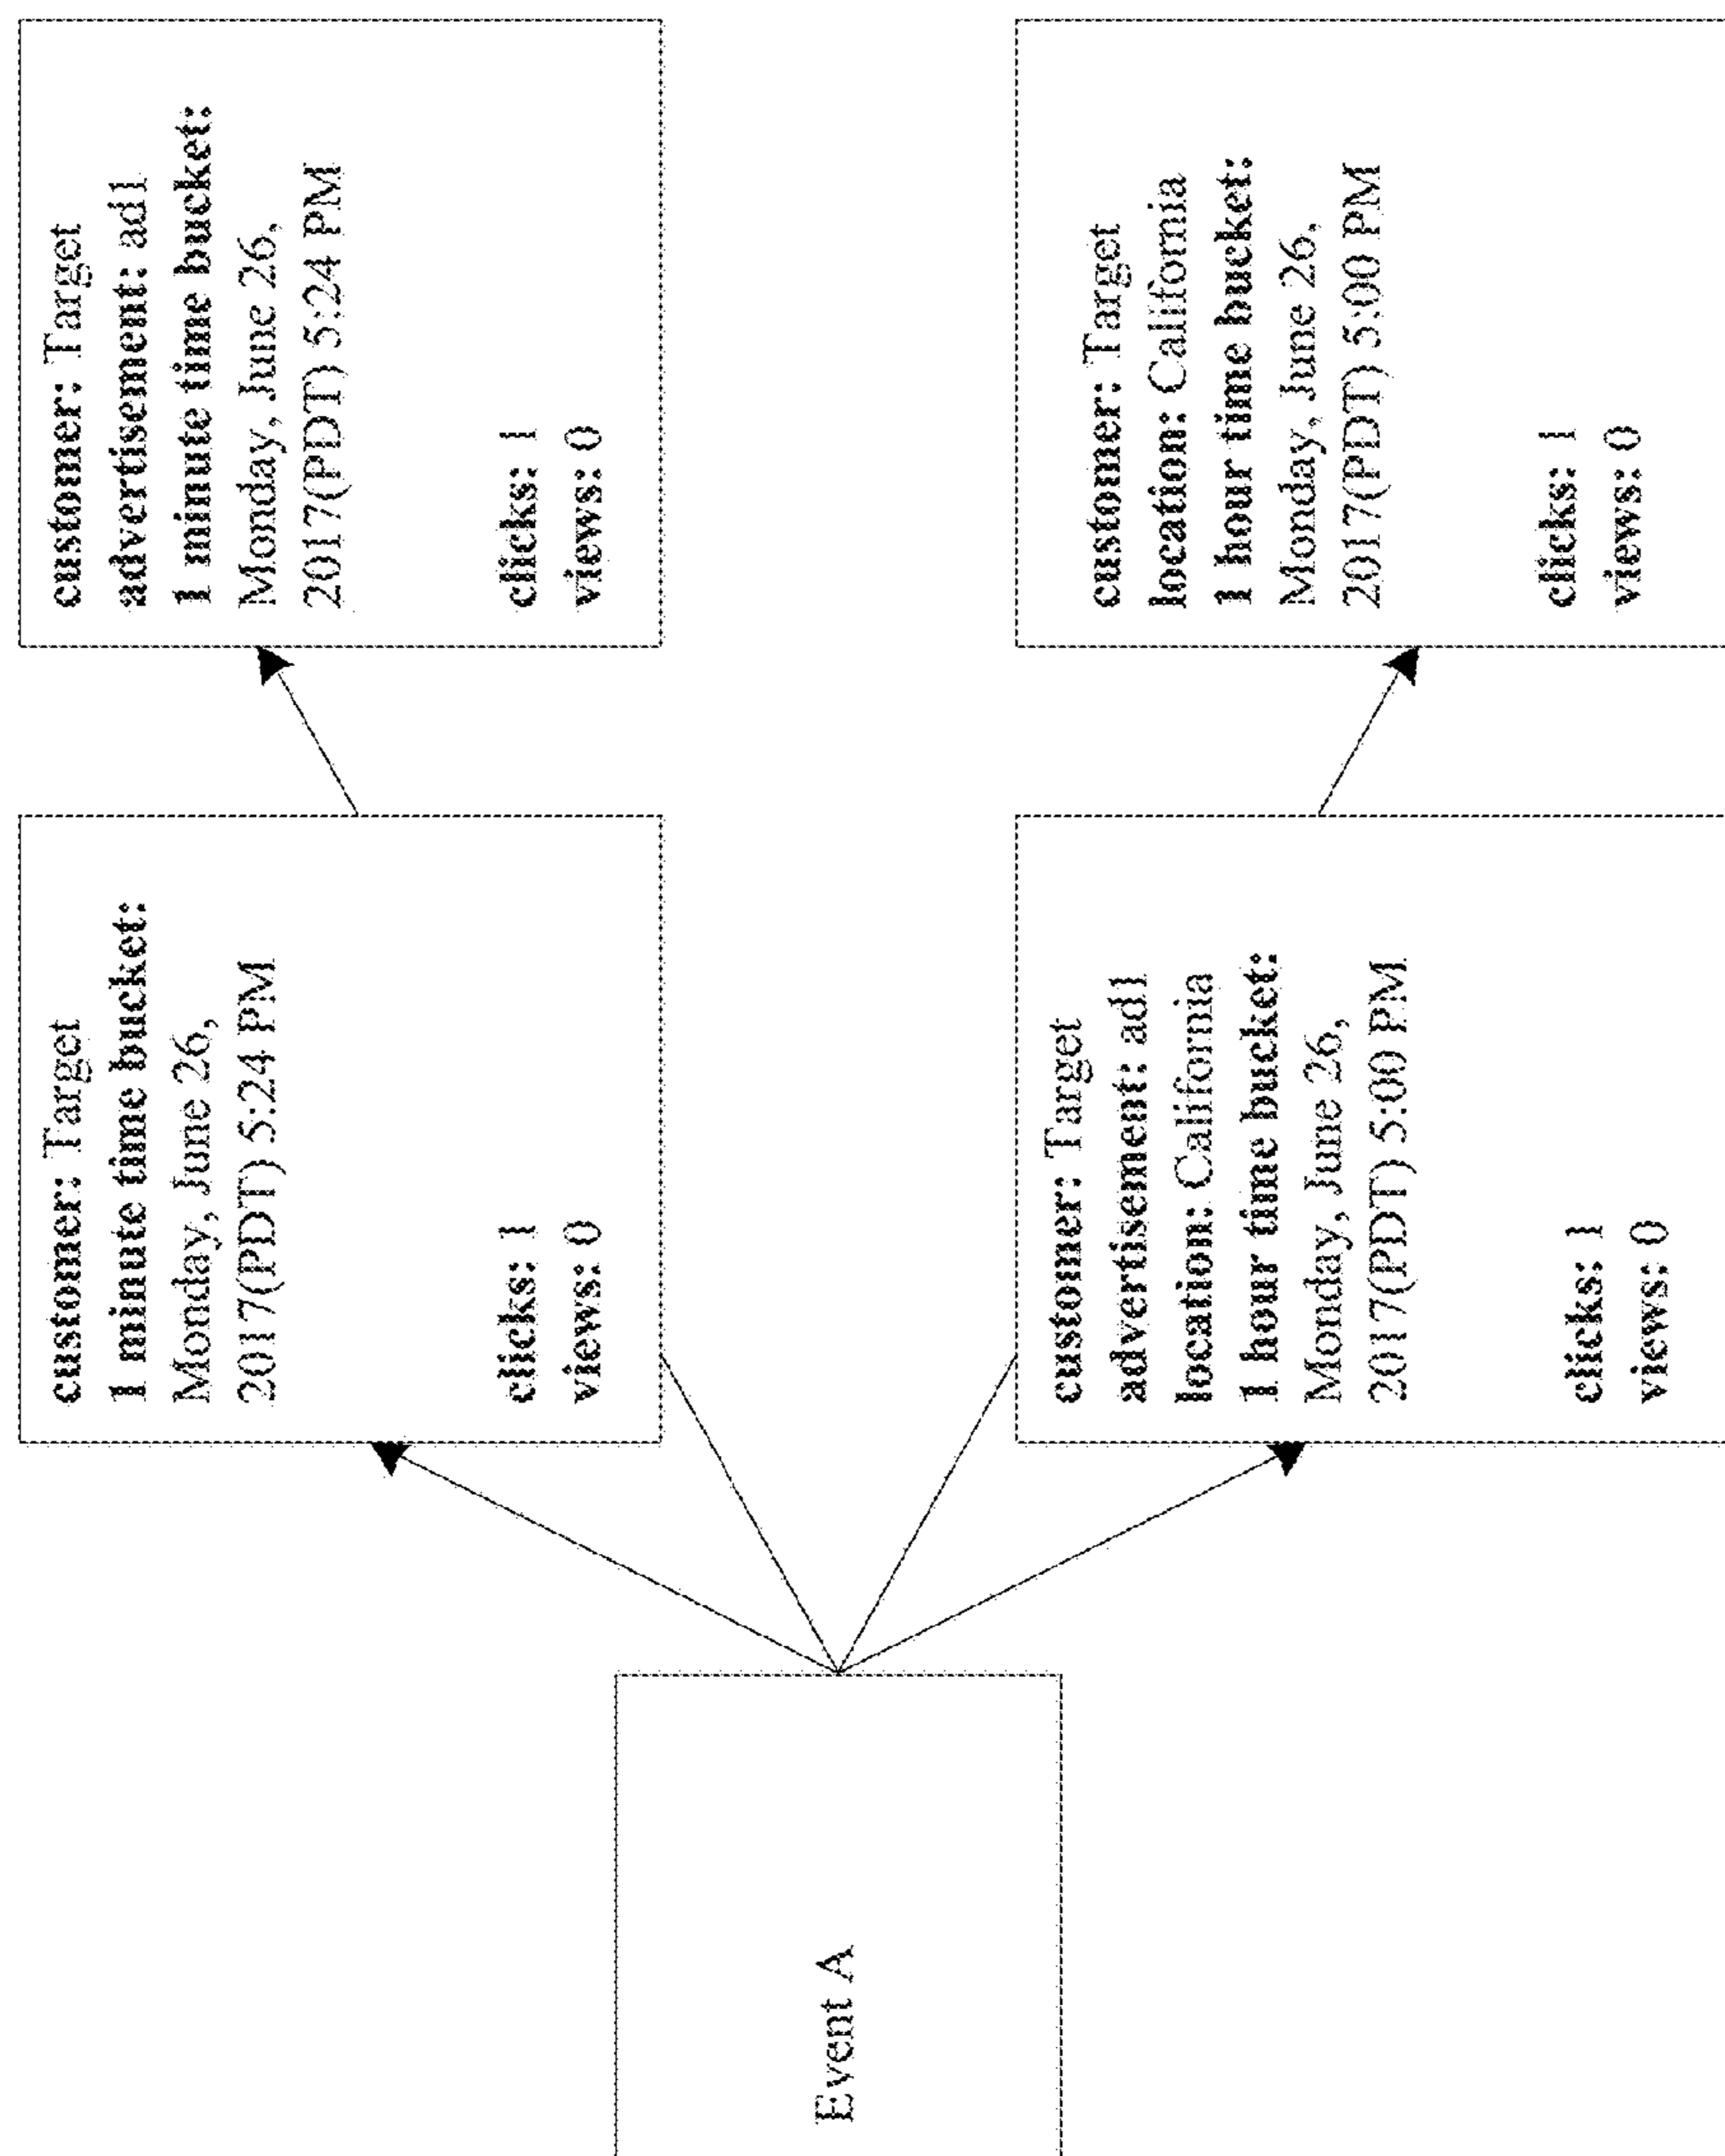 Event A
customer: Target
1 minute time bucket:
Monday, June 26,
2017(PDT) 5:24 PM
clicks: 1
views: 0
customer: Target
advertisement: ad1
1 minute time bucket:
Monday, June 26,
2017(PDT) 5:24 PM
clicks: 1
views: 0
customer: Target
advertisement: ad1
location: California
1 hour time bucket:
Monday, June 26,
2017(PDT) 5:00 PM
clicks: 1
views: 0
customer: Target
location: California
1 hour time bucket:
Monday, June 26,
2017(PDT) 5:00 PM
clicks: 1
views: 0